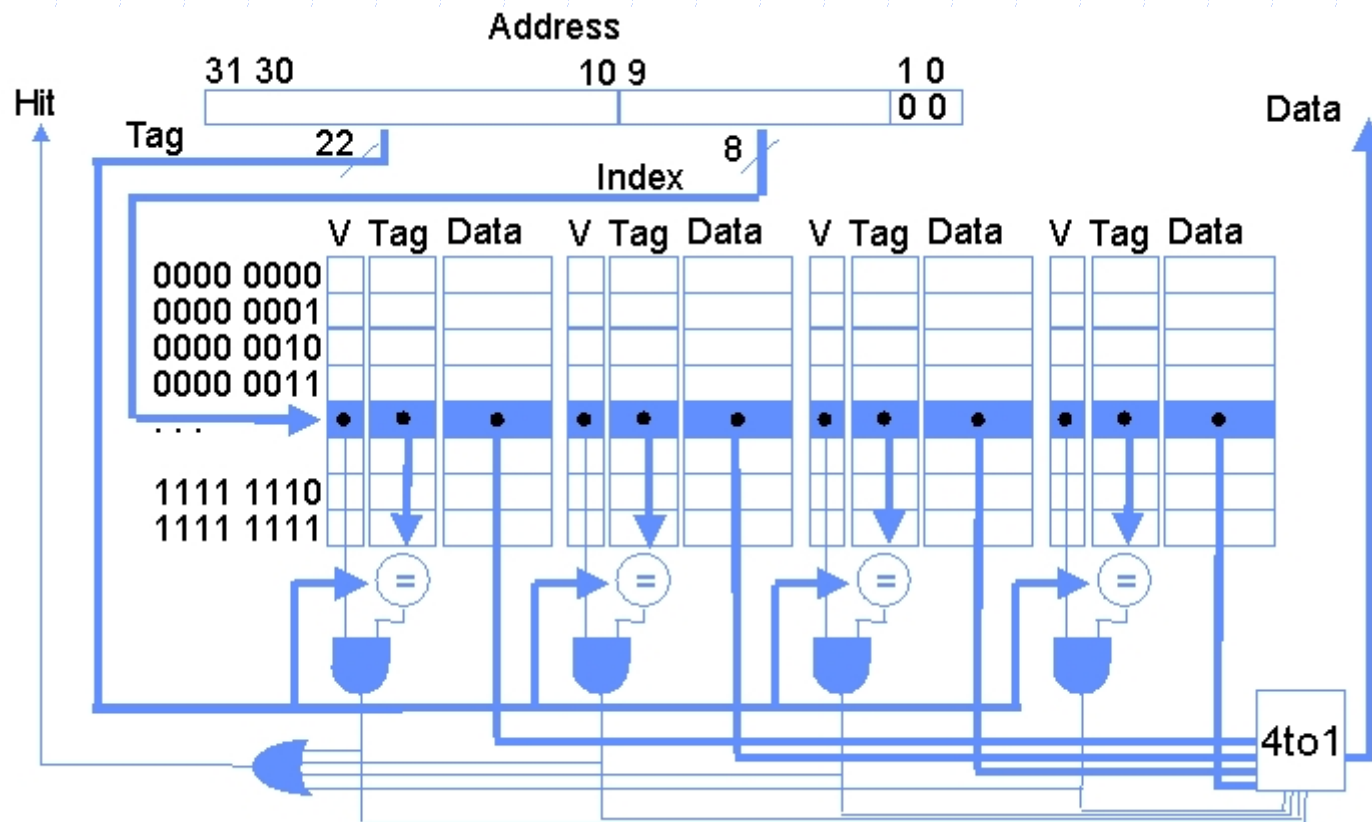 Address
31 30 10 9 1 0
Hit
0 0
Data
Tag
22
8
Index
V Tag Data V Tag Data V Tag Data V Tag Data
0000 0000
0000 0001
0000 0010
0000 0011
. . .
1111 1110
1111 1111
= = = =
4to1